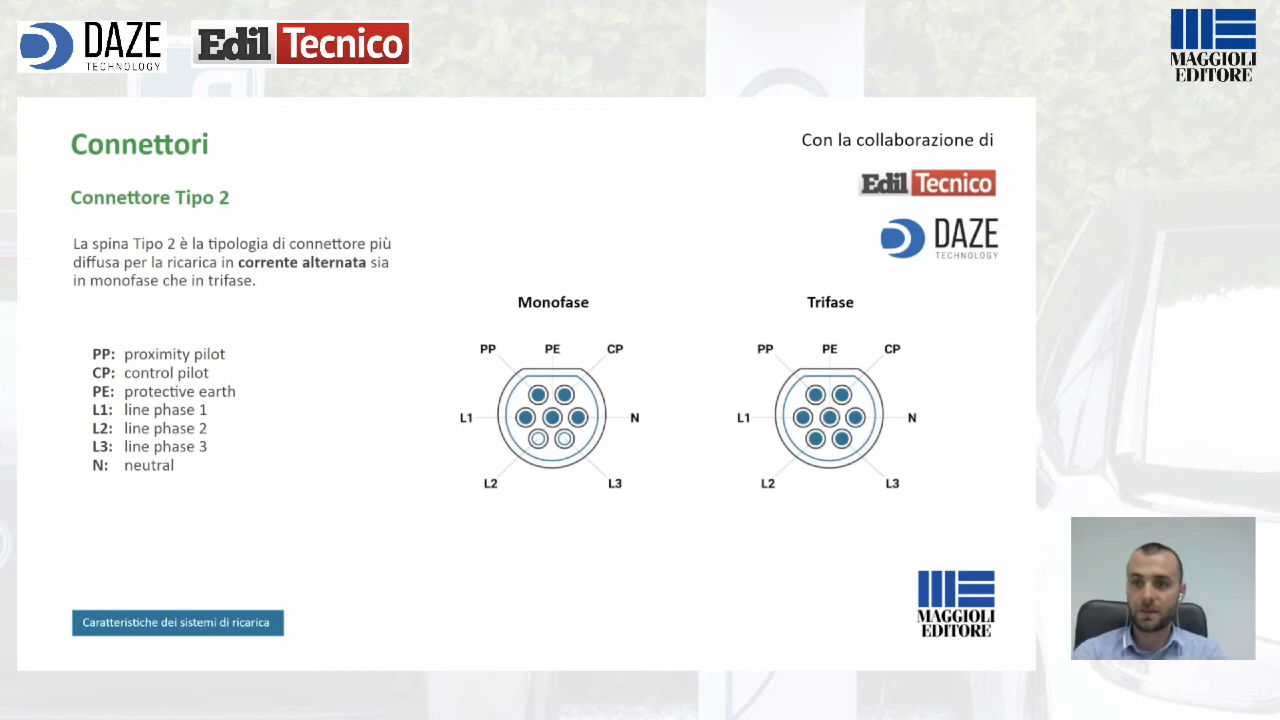 DAZE
TECHNOLOGY
EdilTecnico
MAGGIOLI
EDITORE
Connettori
Con la collaborazione di
EdilTecnico
Connettore Tipo 2
DAZE
TECHNOLOGY
La spina Tipo 2 è la tipologia di connettore più
diffusa per la ricarica in corrente alternata sia
in monofase che in trifase.
PP: proximity pilot
CP: control pilot
PE: protective earth
L1: line phase 1
L2: line phase 2
L3: line phase 3
N: neutral
Monofase
PP PE CP
L1 N
L2 L3
Trifase
PP PE CP
L1 N
L2 L3
Caratteristiche dei sistemi di ricarica
MAGGIOLI
EDITORE